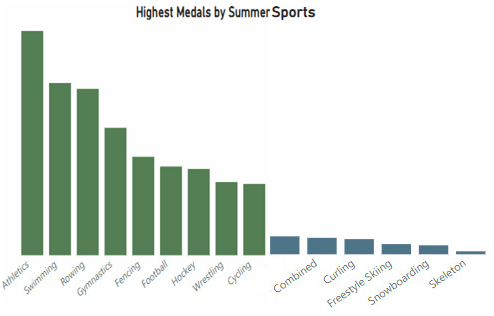 Highest Medals by Summer Sports
Athletics
Swimming
Rowing
Gymnastics
Fencing
Football
Hockey
Wrestling
Cycling
Combined
Curling
Freestyle Skiing
Snowboarding
Skeleton